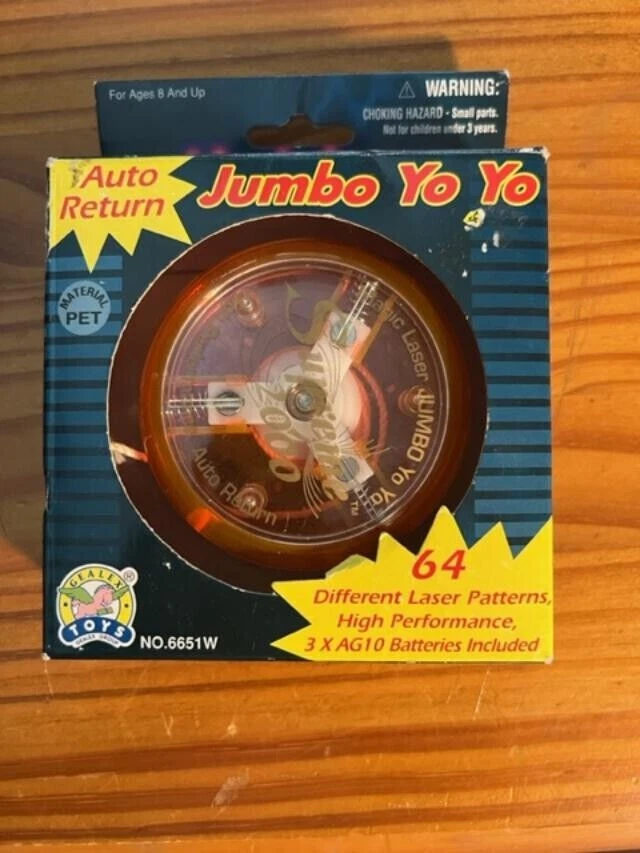 For Ages 8 And Up
WARNING:
CHOKING HAZARD - Small parts.
Not for children under 3 years.
Auto
Return
Jumbo Yo Yo
MATERIAL
PET
Magic Laser JUMBO Yo Yo
TM
Auto Return
64
Different Laser Patterns,
High Performance,
3 X AG10 Batteries Included
GEALEX
®
TOYS
NO.6651W